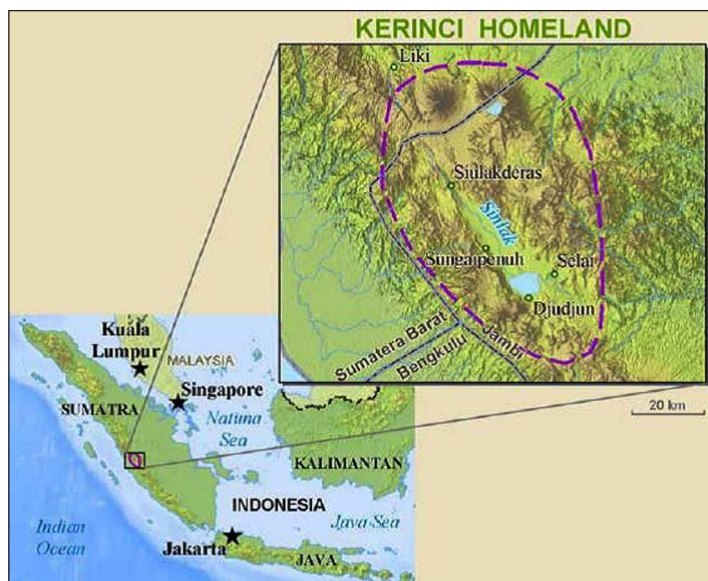 KERINCI HOMELAND
Liki
Siulakderas
Siulak
Sungaipenuh
Selai
Djudjun
Sumatera Barat
Bengkulu
Jambi
20 km
Kuala
Lumpur
MALAYSIA
Singapore
SUMATRA
Natuna
Sea
KALIMANTAN
INDONESIA
Indian
Ocean
Java Sea
Jakarta
JAVA